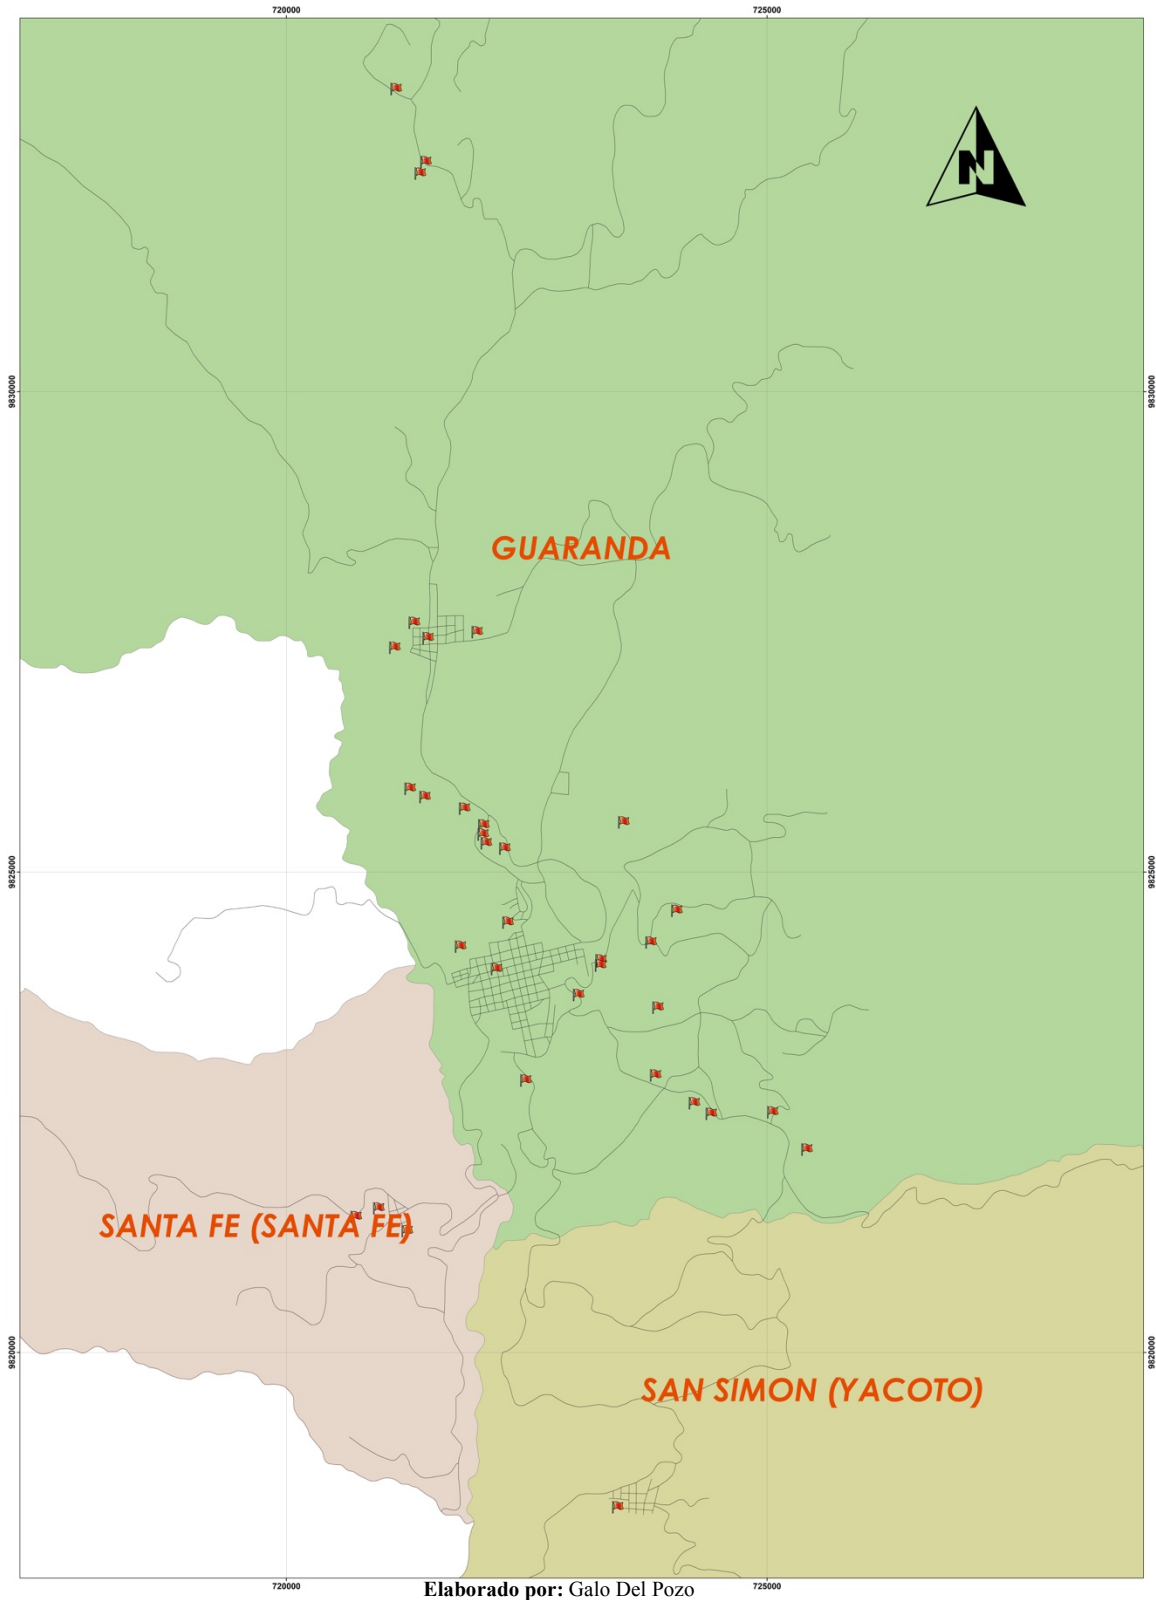 720000 725000
N
9830000 9830000
GUARANDA
9825000 9825000
SANTA FE (SANTA FE)
9820000 9820000
SAN SIMON (YACOTO)
720000 725000
Elaborado por: Galo Del Pozo